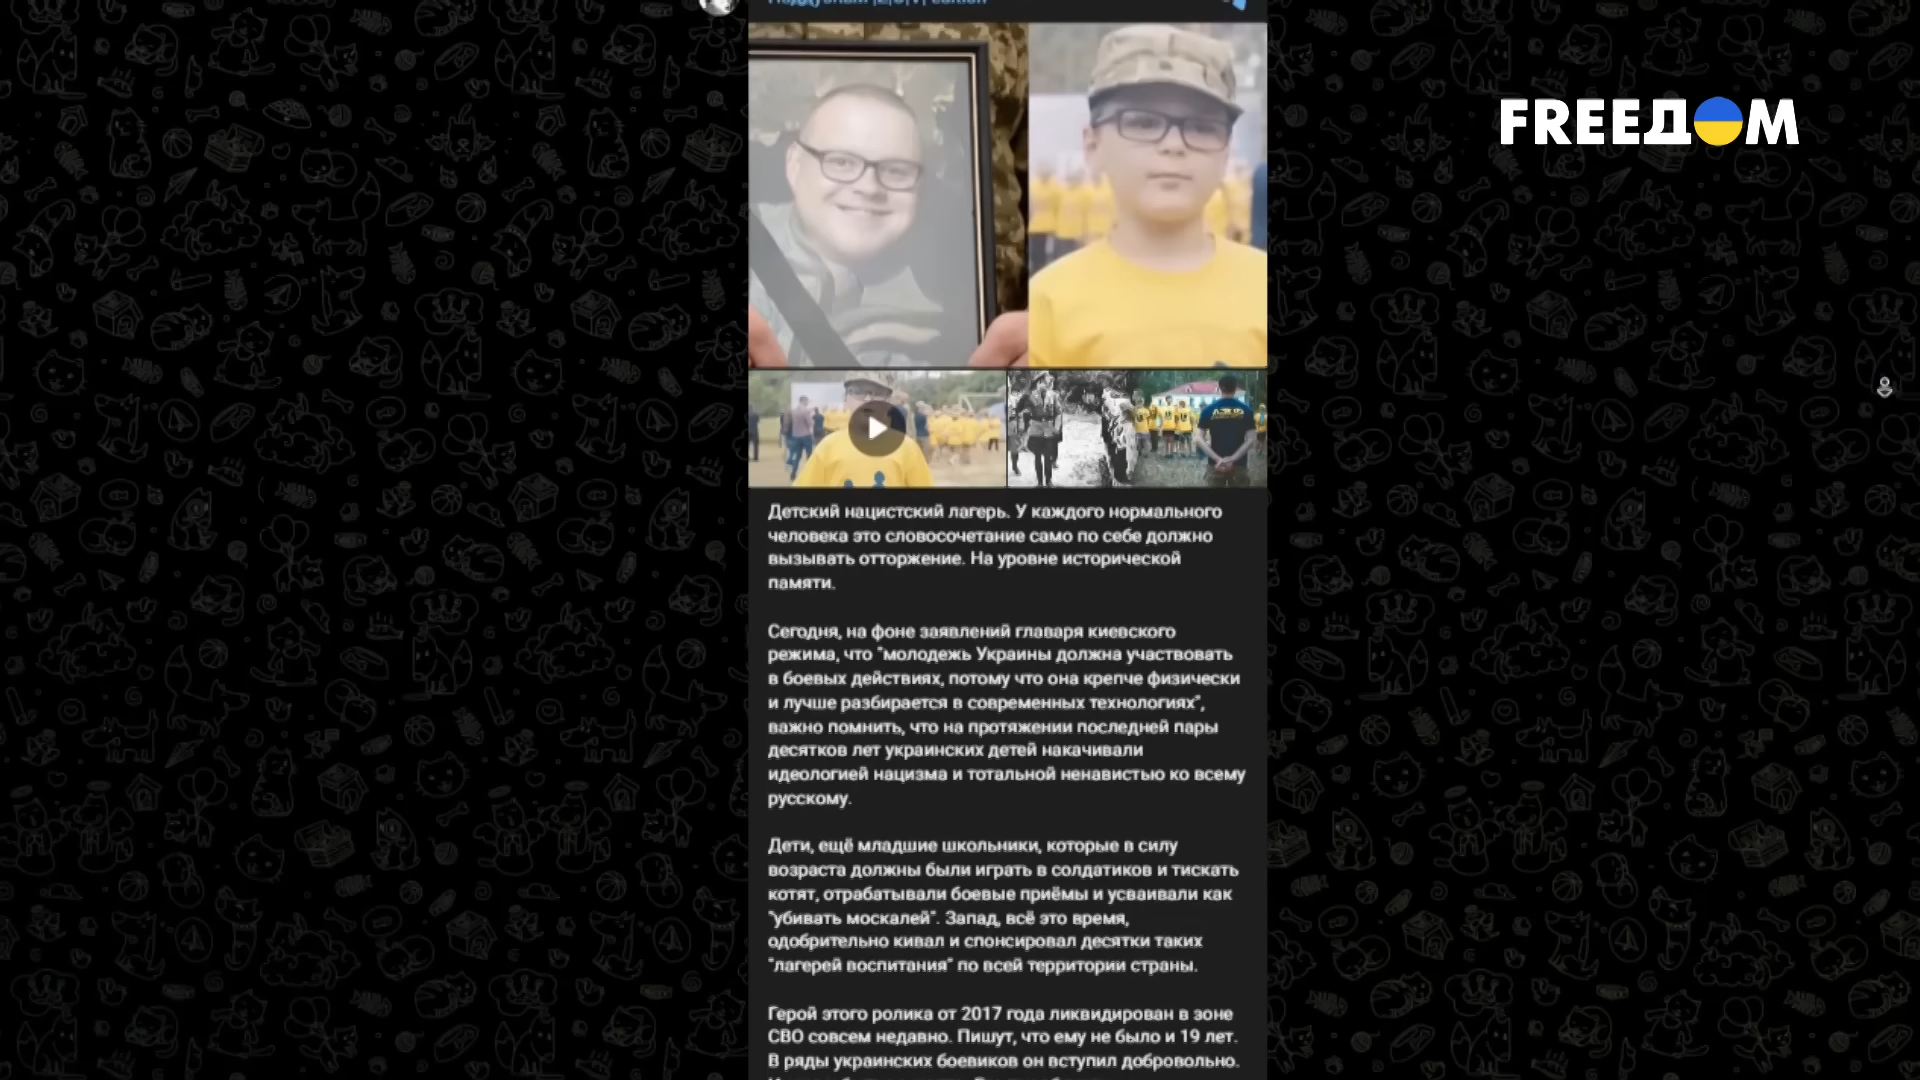 FREEДOM
Детский нацистский лагерь. У каждого нормального
человека это словосочетание само по себе должно
вызывать отторжение. На уровне исторической
памяти.
Сегодня, на фоне заявлений главаря киевского
режима, что "молодежь Украины должна участвовать
в боевых действиях, потому что она крепче физически
и лучше разбирается в современных технологиях",
важно помнить, что на протяжении последней пары
десятков лет украинских детей накачивали
идеологией нацизма и тотальной ненавистью ко всему
русскому.
Дети, ещё младшие школьники, которые в силу
возраста должны были играть в солдатиков и тискать
котят, отрабатывали боевые приёмы и усваивали как
"убивать москалей". Запад, всё это время,
одобрительно кивал и спонсировал десятки таких
"лагерей воспитания" по всей территории страны.
Герой этого ролика от 2017 года ликвидирован в зоне
СВО совсем недавно. Пишут, что ему не было и 19 лет.
В ряды украинских боевиков он вступил добровольно.